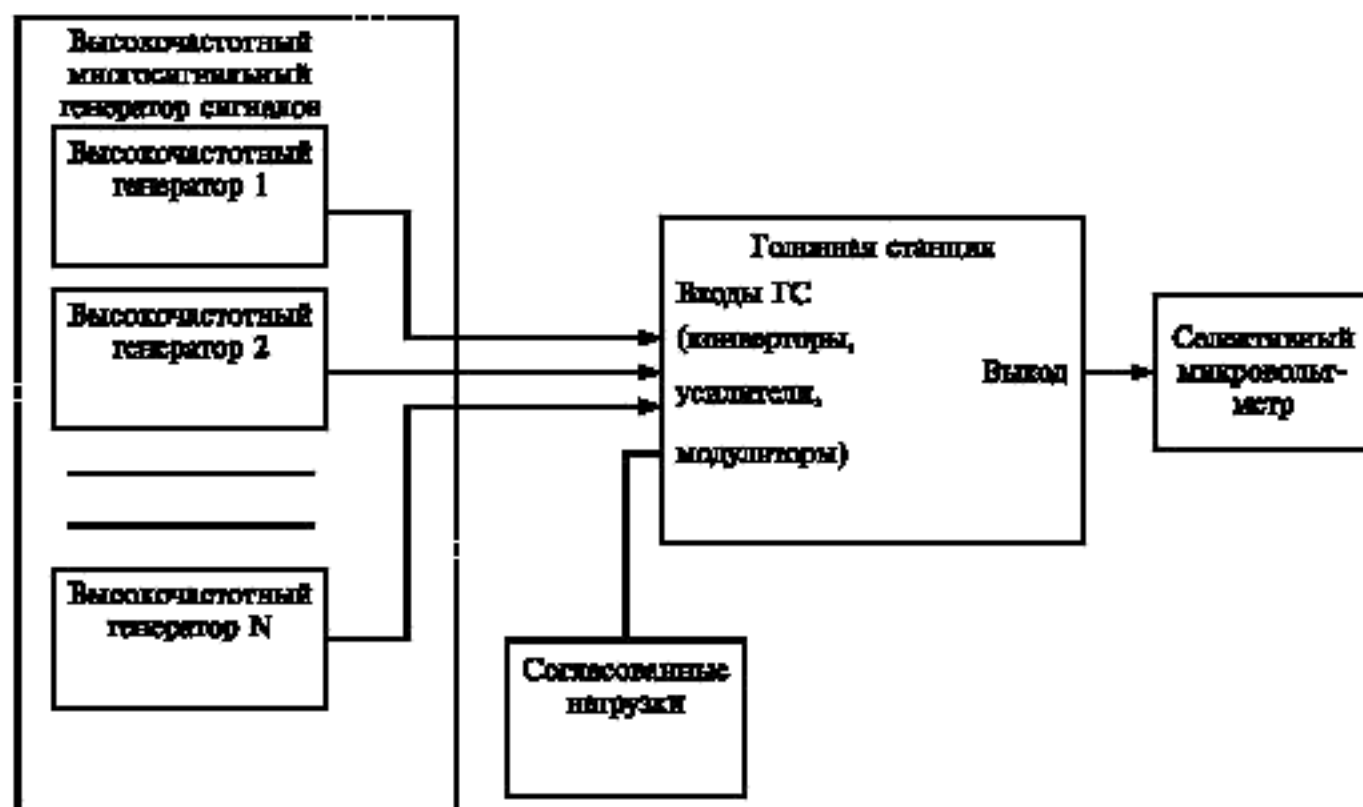 Высокочастотный
многосигнальный
генератор сигналов
Высокочастотный
генератор 1
Высокочастотный
генератор 2
Высокочастотный
генератор N
Головная станция
Входы ГС
(конверторы,
усилители,
модуляторы)
Выход
Селективный
микровольт-
метр
Согласованные
нагрузки